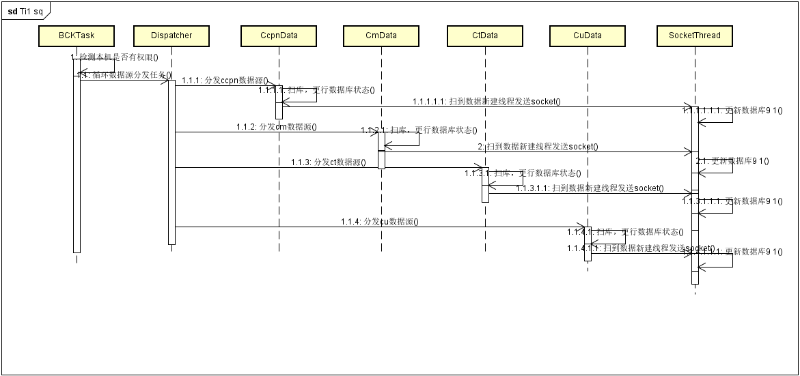 sd Ti1 sq
BCKTask
Dispatcher
CcpnData
CmData
CtData
CuData
SocketThread
1: 检测本机是否有权限()
1.1: 循环数据源分发任务()
1.1.1: 分发ccpn数据源()
1.1.1.1: 扫库，更行数据库状态()
1.1.1.1.1: 扫到数据新建线程发送socket()
1.1.1.1.1.1: 更新数据库9 1()
1.1.2: 分发cm数据源()
1.1.2.1: 扫库，更行数据库状态()
2: 扫到数据新建线程发送socket()
2.1: 更新数据库9 1()
1.1.3: 分发ct数据源()
1.1.3.1: 扫库，更行数据库状态()
1.1.3.1.1: 扫到数据新建线程发送socket()
1.1.3.1.1.1: 更新数据库9 1()
1.1.4: 分发cu数据源()
1.1.4.1: 扫库，更行数据库状态()
1.1.4.1.1: 扫到数据新建线程发送socket()
1.1.4.1.1.1: 更新数据库9 1()